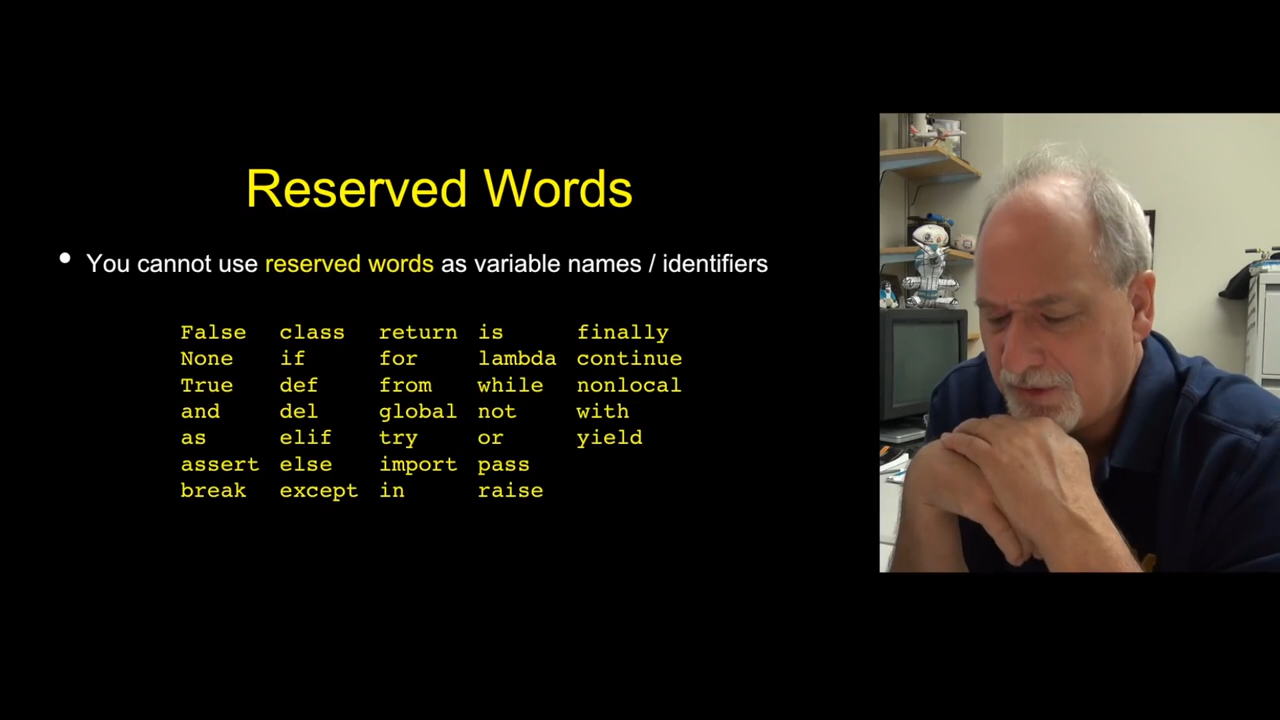 Reserved Words
• You cannot use reserved words as variable names / identifiers
False class return is finally
None if for lambda continue
True def from while nonlocal
and del global not with
as elif try or yield
assert else import pass
break except in raise